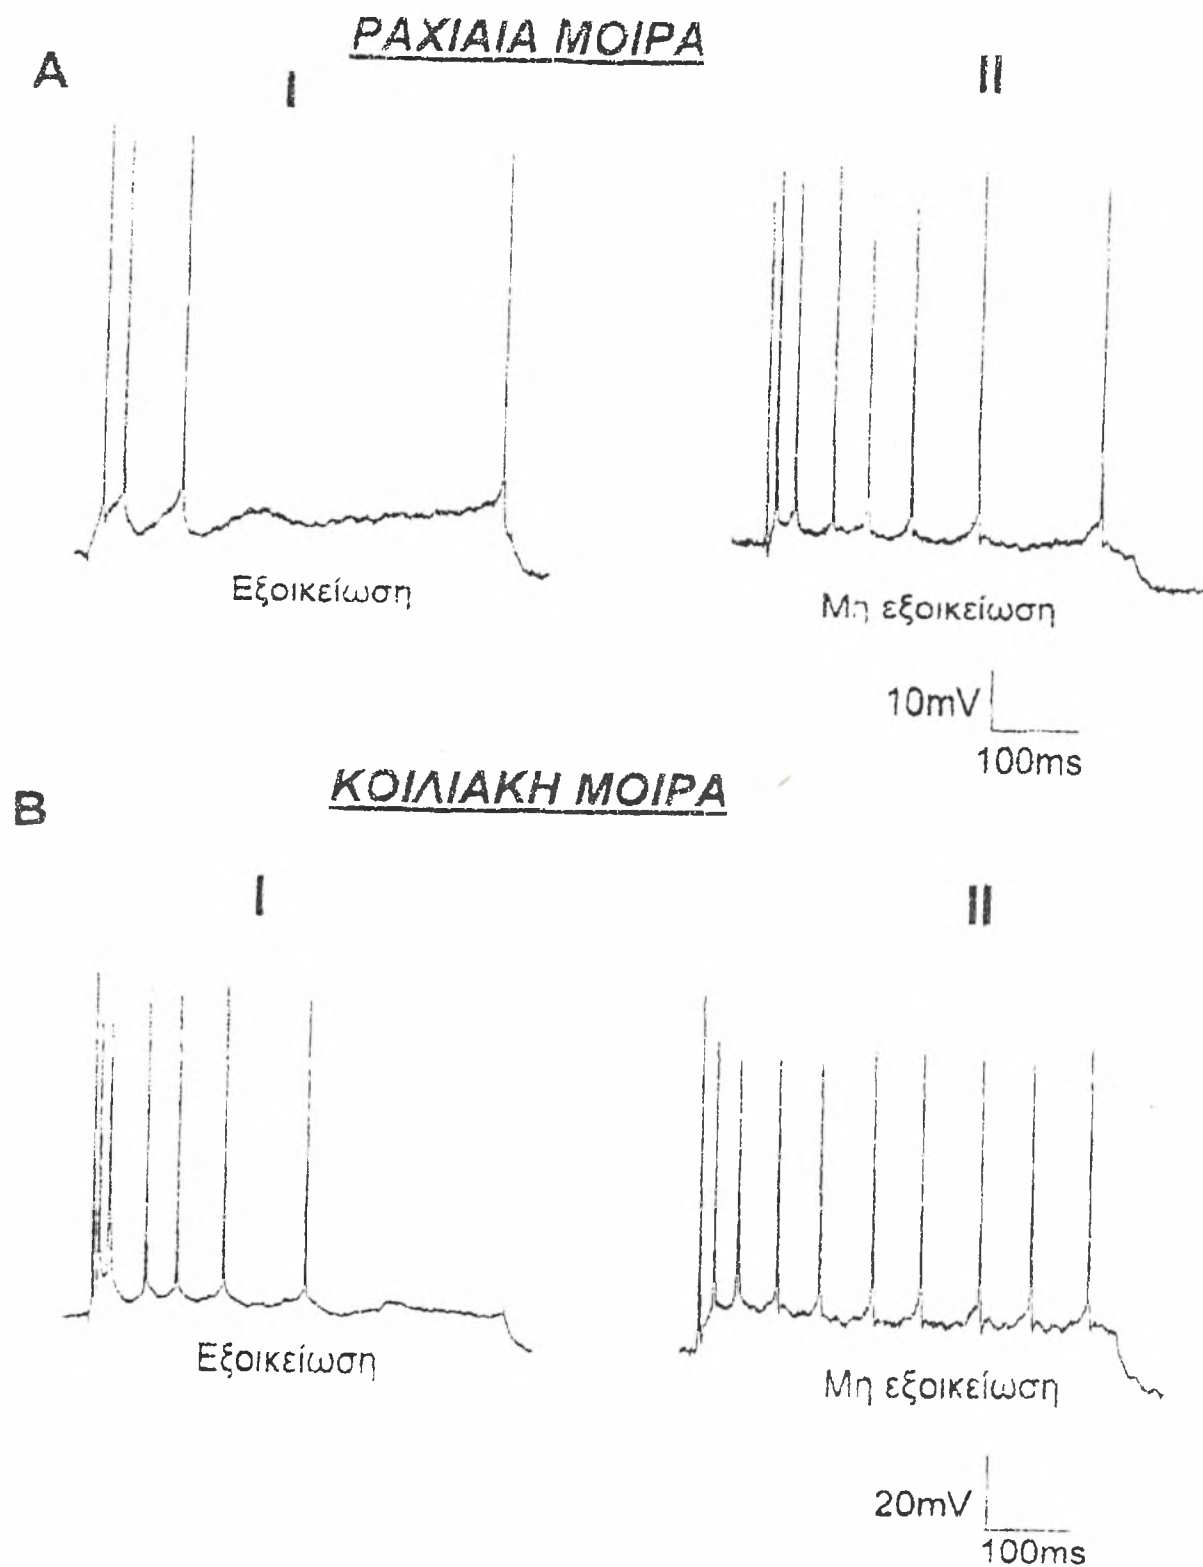 ΡΑΧΙΑΙΑ ΜΟΙΡΑ
A
I
II
Εξοικείωση
Μη εξοικείωση
10mV
100ms
ΚΟΙΛΙΑΚΗ ΜΟΙΡΑ
B
I
II
Εξοικείωση
Μη εξοικείωση
20mV
100ms